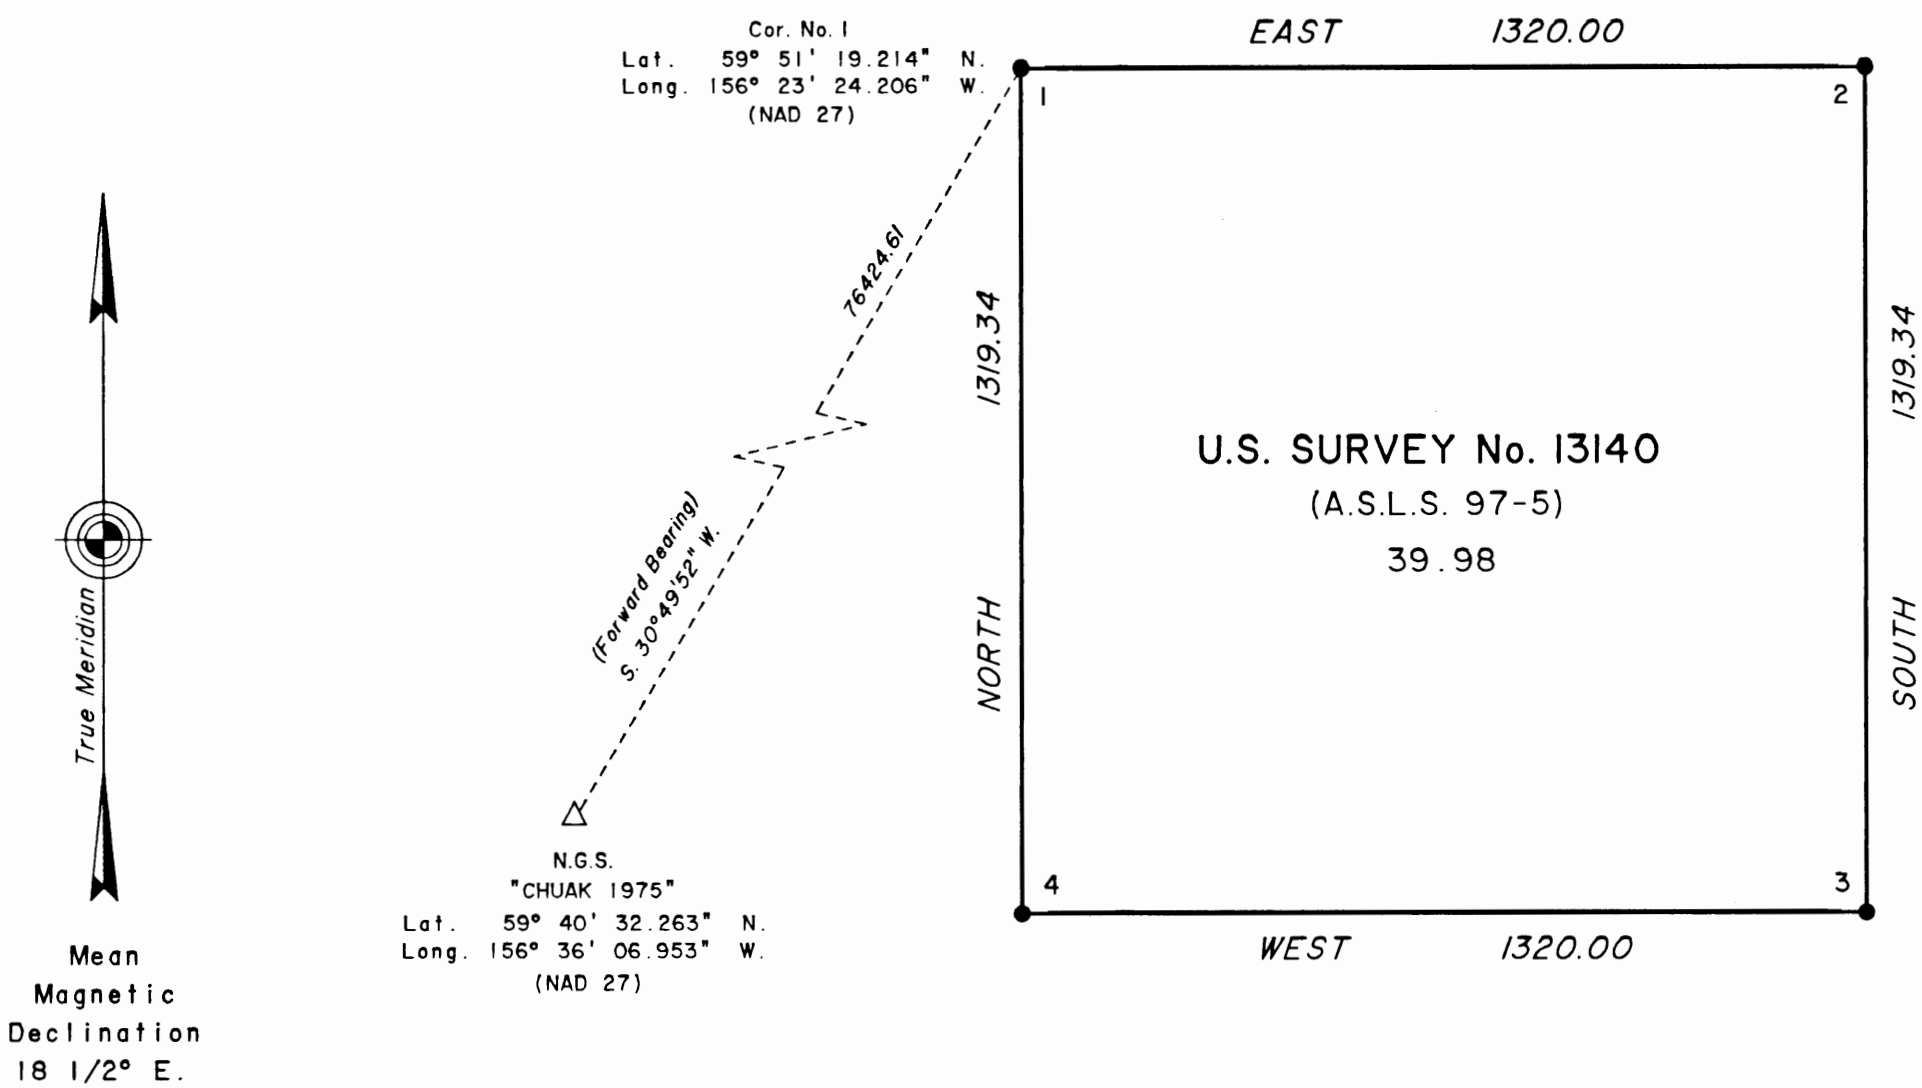 Cor. No. 1
Lat. 59° 51' 19.214" N.
Long. 156° 23' 24.206" W.
(NAD 27)
EAST 1320.00
1
2
76424.61
1319.34
NORTH
1319.34
SOUTH
U.S. SURVEY No. 13140
(A.S.L.S. 97-5)
39.98
(Forward Bearing)
S. 30°49'52" W.
True Meridian
N.G.S.
"CHUAK 1975"
Lat. 59° 40' 32.263" N.
Long. 156° 36' 06.953" W.
(NAD 27)
4
3
WEST 1320.00
Mean
Magnetic
Declination
18 1/2° E.